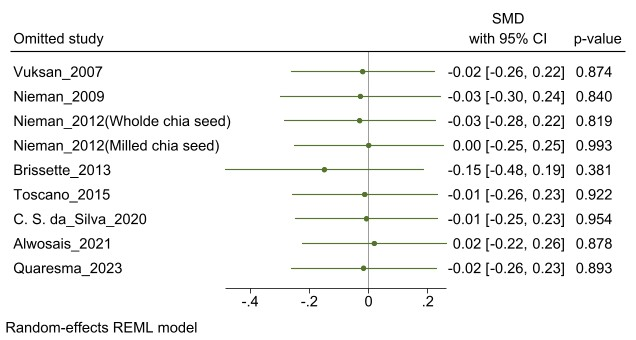 SMD
Omitted study with 95% CI p-value
Vuksan_2007 -0.02 [-0.26, 0.22] 0.874
Nieman_2009 -0.03 [-0.30, 0.24] 0.840
Nieman_2012(Wholde chia seed) -0.03 [-0.28, 0.22] 0.819
Nieman_2012(Milled chia seed) 0.00 [-0.25, 0.25] 0.993
Brissette_2013 -0.15 [-0.48, 0.19] 0.381
Toscano_2015 -0.01 [-0.26, 0.23] 0.922
C. S. da_Silva_2020 -0.01 [-0.25, 0.23] 0.954
Alwosais_2021 0.02 [-0.22, 0.26] 0.878
Quaresma_2023 -0.02 [-0.26, 0.23] 0.893
-.4 -.2 0 .2
Random-effects REML model